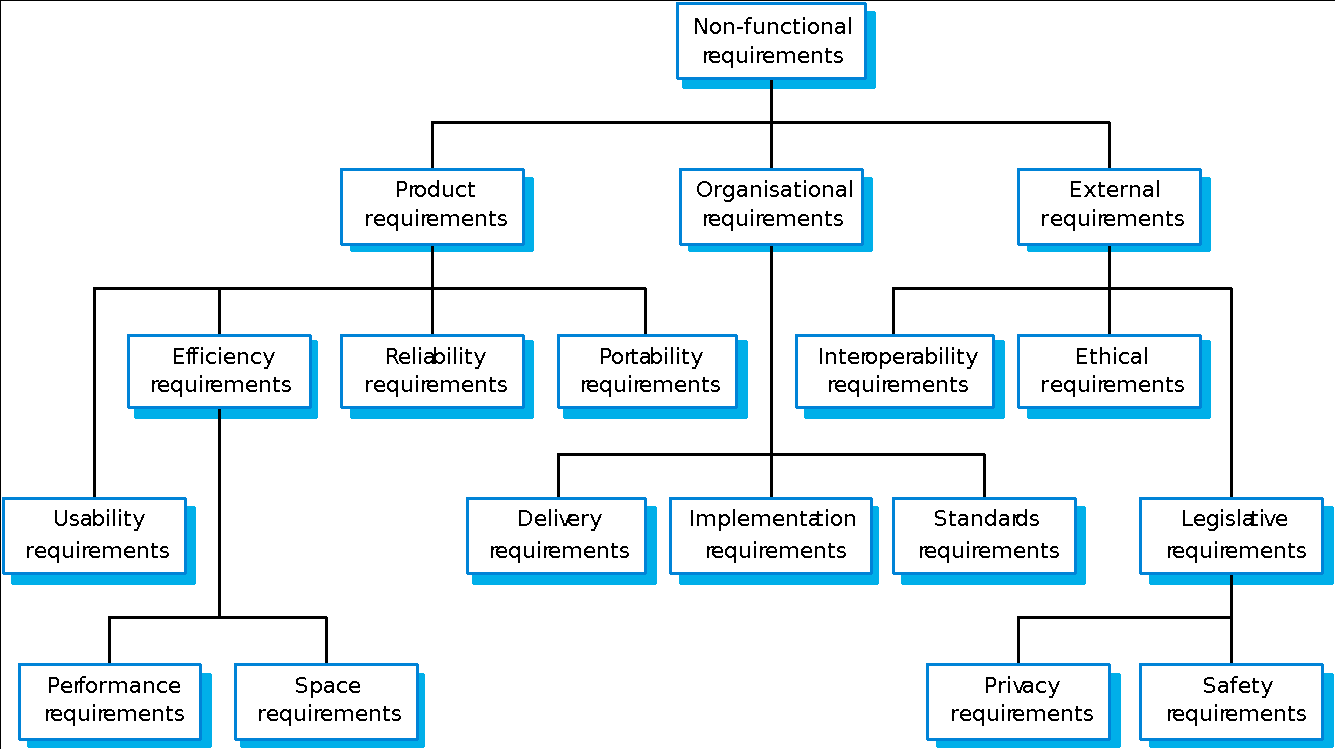 Non-functional
requirements
Product
requirements
Organisational
requirements
External
requirements
Efficiency
requirements
Reliability
requirements
Portability
requirements
Interoperability
requirements
Ethical
requirements
Usability
requirements
Delivery
requirements
Implementation
requirements
Standards
requirements
Legislative
requirements
Performance
requirements
Space
requirements
Privacy
requirements
Safety
requirements